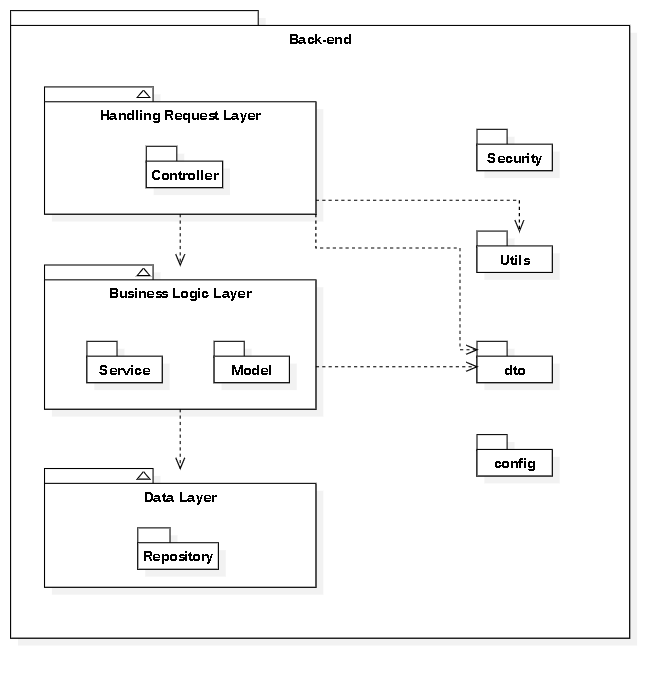 Back-end
Handling Request Layer
Controller
Security
Utils
Business Logic Layer
Service
Model
dto
config
Data Layer
Repository